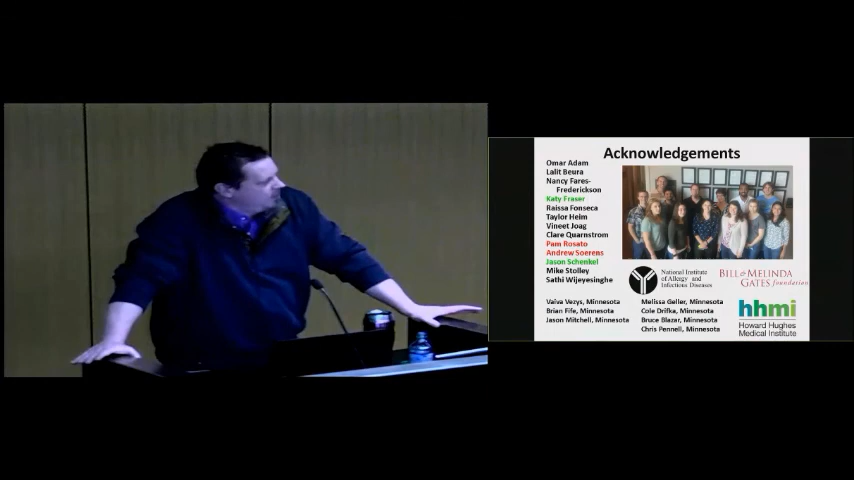 Acknowledgements
Omar Adam
Lalit Beura
Nancy Fares-
Frederickson
Katy Fraser
Raissa Fonseca
Taylor Heim
Vineet Joag
Clare Quarnstrom
Pam Rosato
Andrew Soerens
Jason Schenkel
Mike Stolley
Sathi Wijeyesinghe
National Institute
of Allergy and
Infectious Diseases
BILL & MELINDA
GATES foundation
Vaiva Vezys, Minnesota
Brian Fife, Minnesota
Jason Mitchell, Minnesota
Melissa Geller, Minnesota
Cole Drifka, Minnesota
Bruce Blazar, Minnesota
Chris Pennell, Minnesota
hhmi
Howard Hughes
Medical Institute